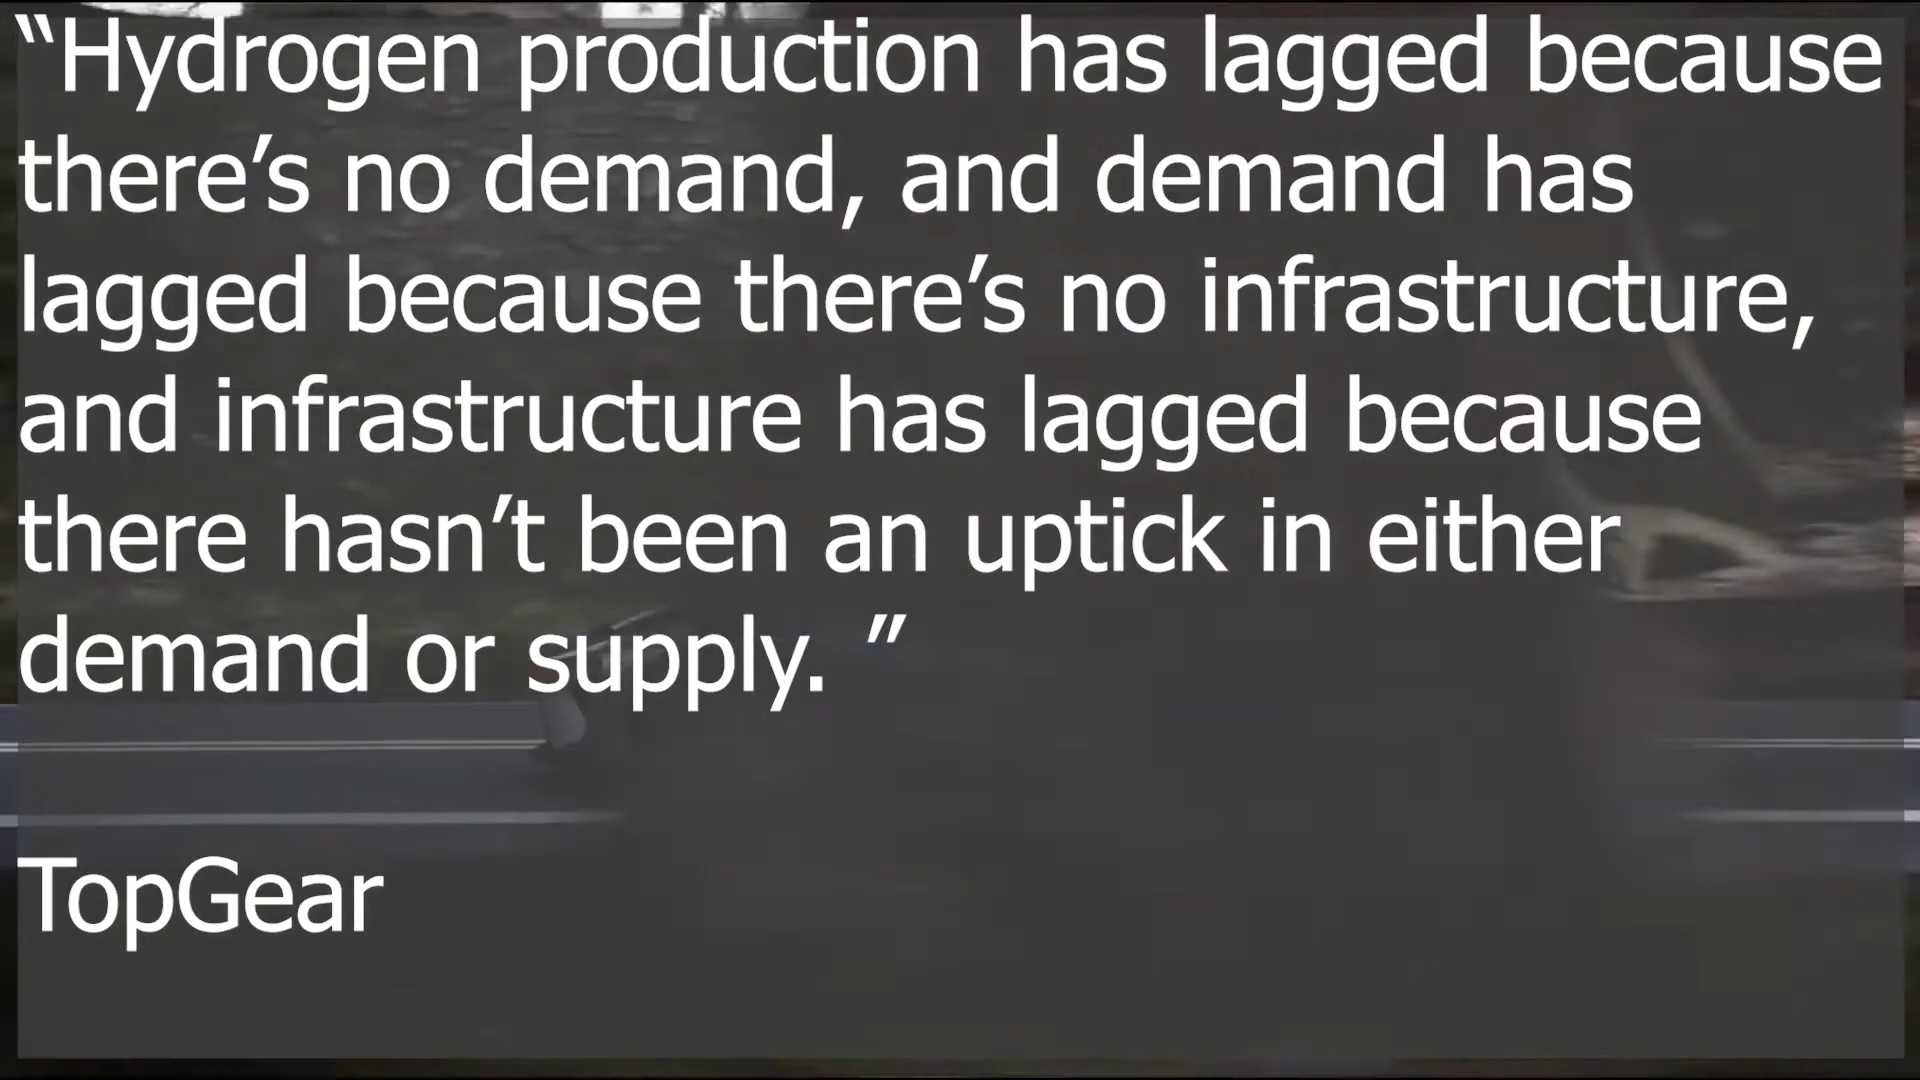 “Hydrogen production has lagged because
there’s no demand, and demand has
lagged because there’s no infrastructure,
and infrastructure has lagged because
there hasn’t been an uptick in either
demand or supply. ”
TopGear